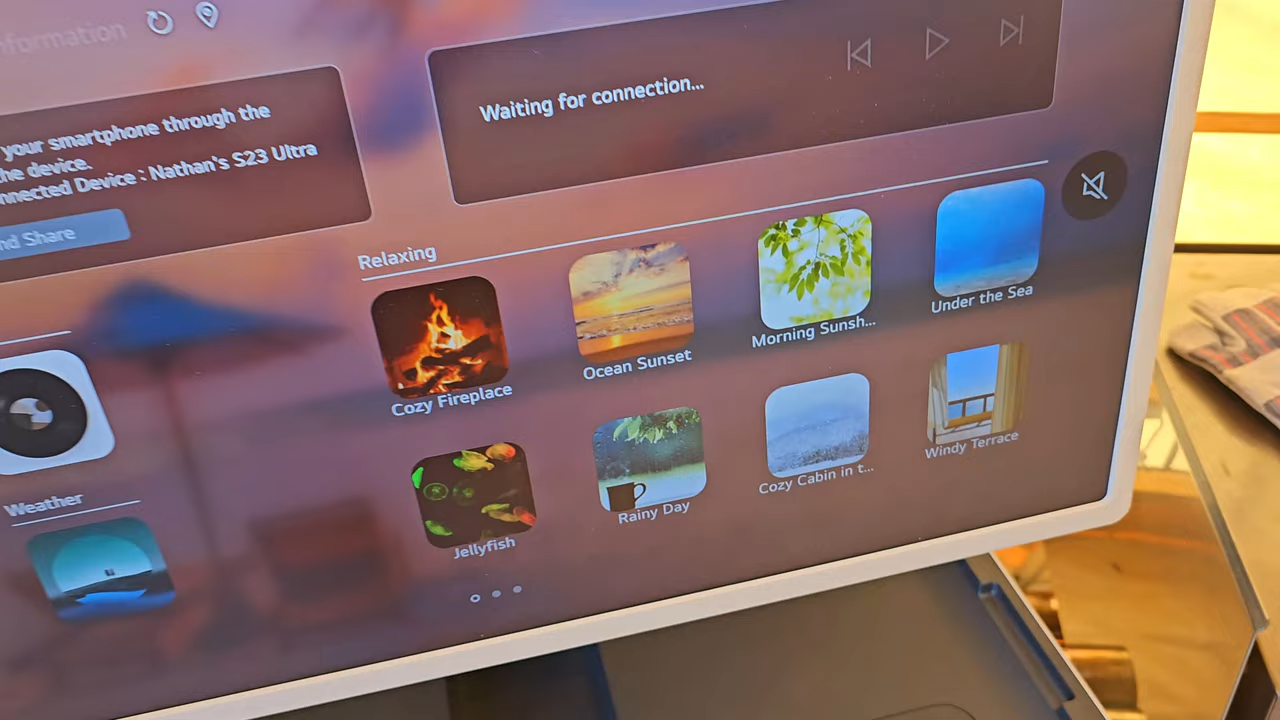 nformation
your smartphone through the
he device.
nnected Device : Nathan's S23 Ultra
nd Share
Waiting for connection...
Relaxing
Cozy Fireplace
Ocean Sunset
Morning Sunsh...
Under the Sea
Jellyfish
Rainy Day
Cozy Cabin in t...
Windy Terrace
Weather